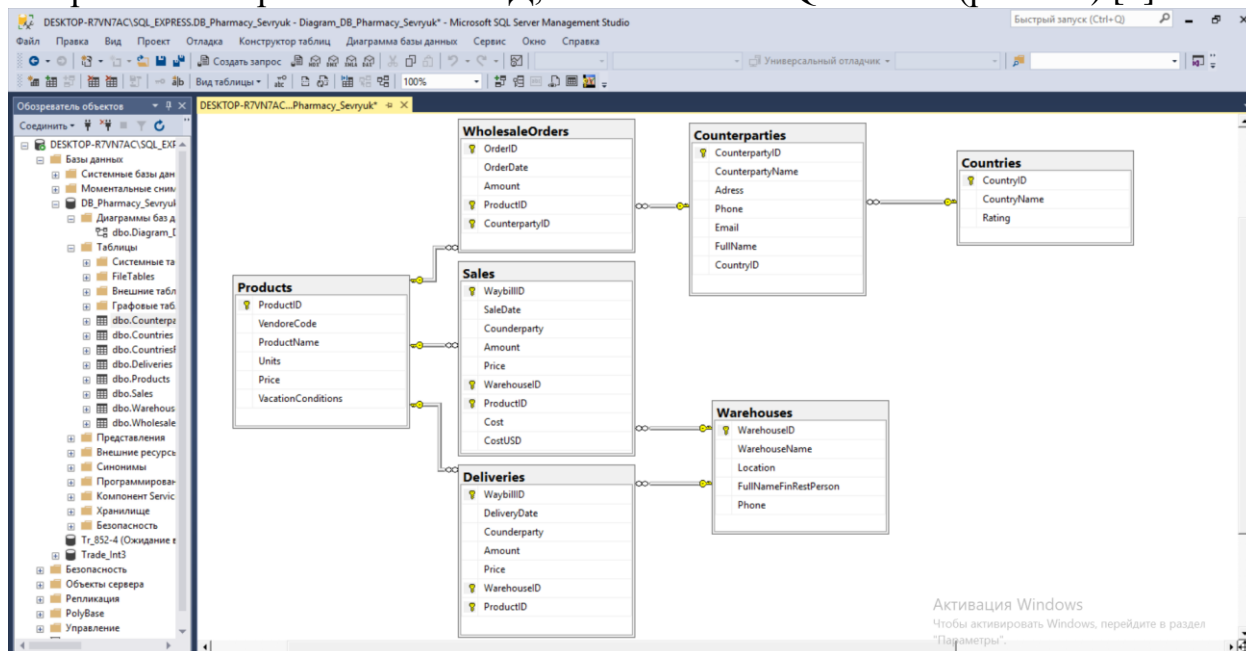 DESKTOP-R7VN7AC\SQL_EXPRESS.DB_Pharmacy_Sevryuk - Diagram_DB_Pharmacy_Sevryuk* - Microsoft SQL Server Management Studio
Быстрый запуск (Ctrl+Q)
Файл Правка Вид Проект Отладка Конструктор таблиц Диаграмма базы данных Сервис Окно Справка
Создать запрос
Универсальный отладчик
Вид таблицы
100%
Обозреватель объектов
DESKTOP-R7VN7AC...Pharmacy_Sevryuk*
Соединить
DESKTOP-R7VN7AC\SQL_EXF
Базы данных
Системные базы дан
Моментальные сним
DB_Pharmacy_Sevryuk
Диаграммы баз д
dbo.Diagram_D
Таблицы
Системные та
FileTables
Внешние табл
Графовые таб
dbo.Counterpa
dbo.Countries
dbo.CountriesF
dbo.Deliveries
dbo.Products
dbo.Sales
dbo.Warehous
dbo.Wholesale
Представления
Внешние ресурсь
Синонимы
Программирован
Компонент Servic
Хранилище
Безопасность
Tr_852-4 (Ожидание в
Trade_Int3
Безопасность
Объекты сервера
Репликация
PolyBase
Управление
Products
ProductID
VendoreCode
ProductName
Units
Price
VacationConditions
WholesaleOrders
OrderID
OrderDate
Amount
ProductID
CounterpartyID
Sales
WaybillID
SaleDate
Counderparty
Amount
Price
WarehouseID
ProductID
Cost
CostUSD
Deliveries
WaybillID
DeliveryDate
Counderparty
Amount
Price
WarehouseID
ProductID
Counterparties
CounterpartyID
CounterpartyName
Adress
Phone
Email
FullName
CountryID
Countries
CountryID
CountryName
Rating
Warehouses
WarehouseID
WarehouseName
Location
FullNameFinRestPerson
Phone
Активация Windows
Чтобы активировать Windows, перейдите в раздел
"Параметры".